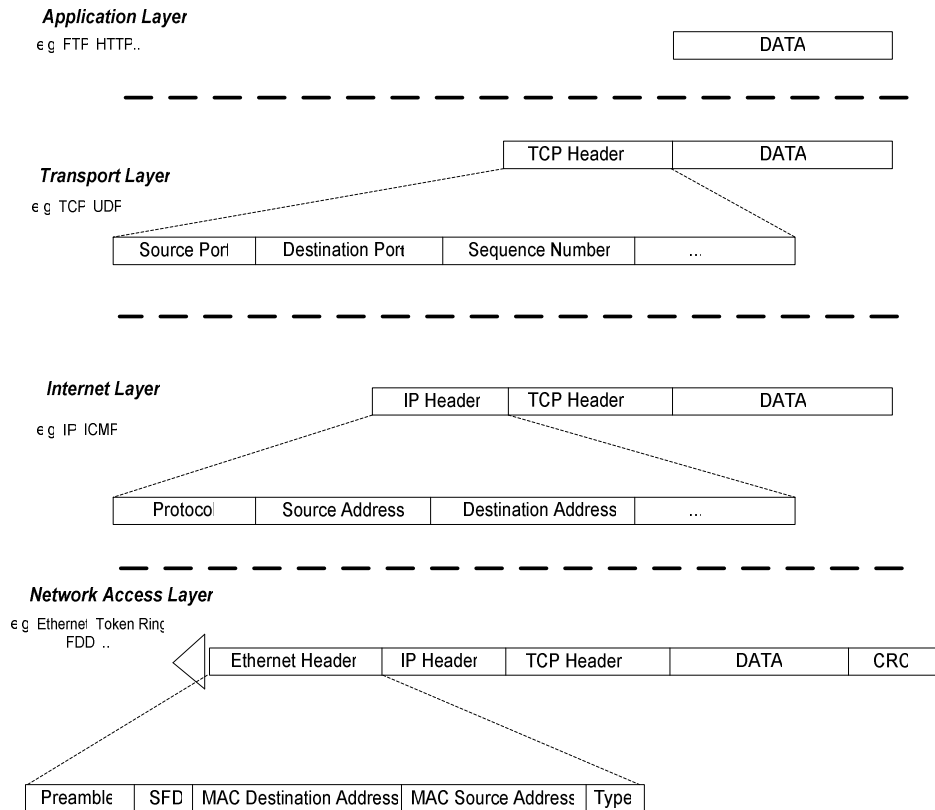 Application Layer
e g FTP HTTP..
DATA
TCP Header DATA
Transport Layer
e g TCP UDP
Source Port Destination Port Sequence Number ...
Internet Layer
IP Header TCP Header DATA
e g IP ICMP
Protocol Source Address Destination Address ...
Network Access Layer
e g Ethernet Token Ring
FDD ..
Ethernet Header IP Header TCP Header DATA CRC
Preamble SFD MAC Destination Address MAC Source Address Type